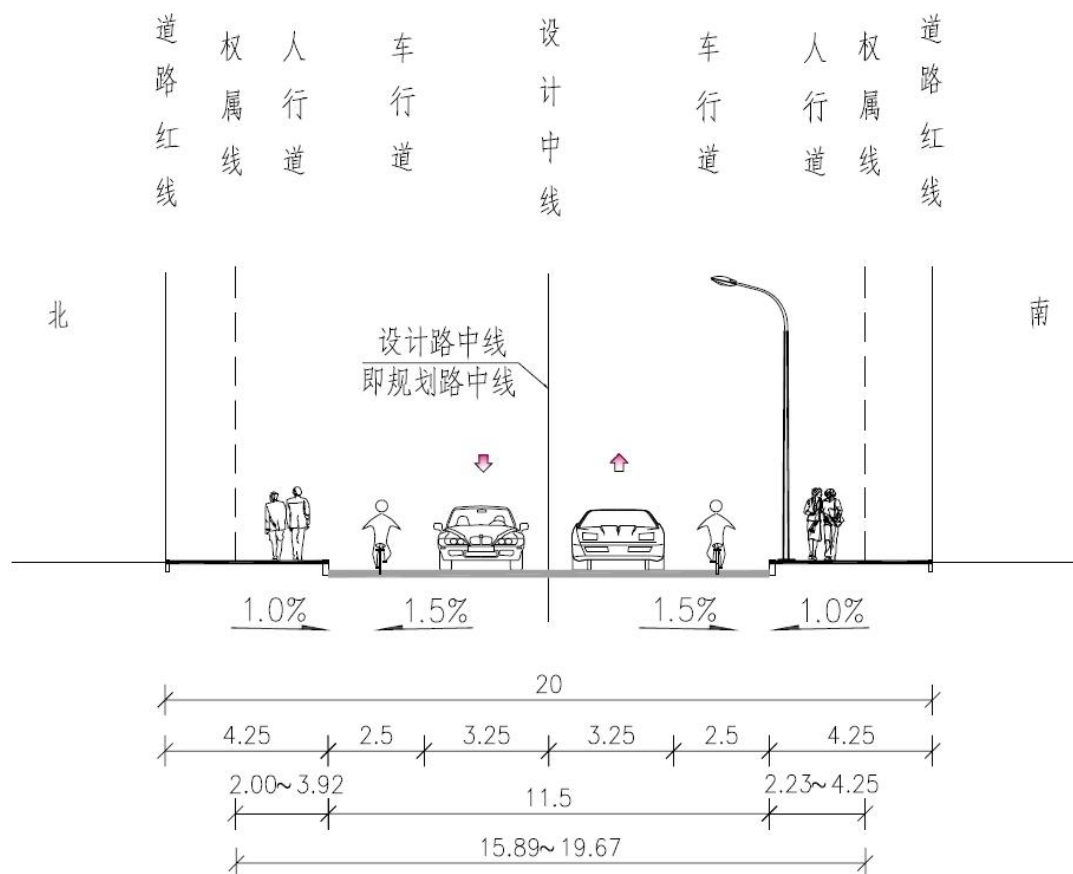 道路红线
权属线
人行道
车行道
设计中线
车行道
人行道
权属线
道路红线
北
南
设计路中线
即规划路中线
1.0%
1.5%
1.5%
1.0%
20
4.25
2.5
3.25
3.25
2.5
4.25
2.00~3.92
11.5
2.23~4.25
15.89~19.67